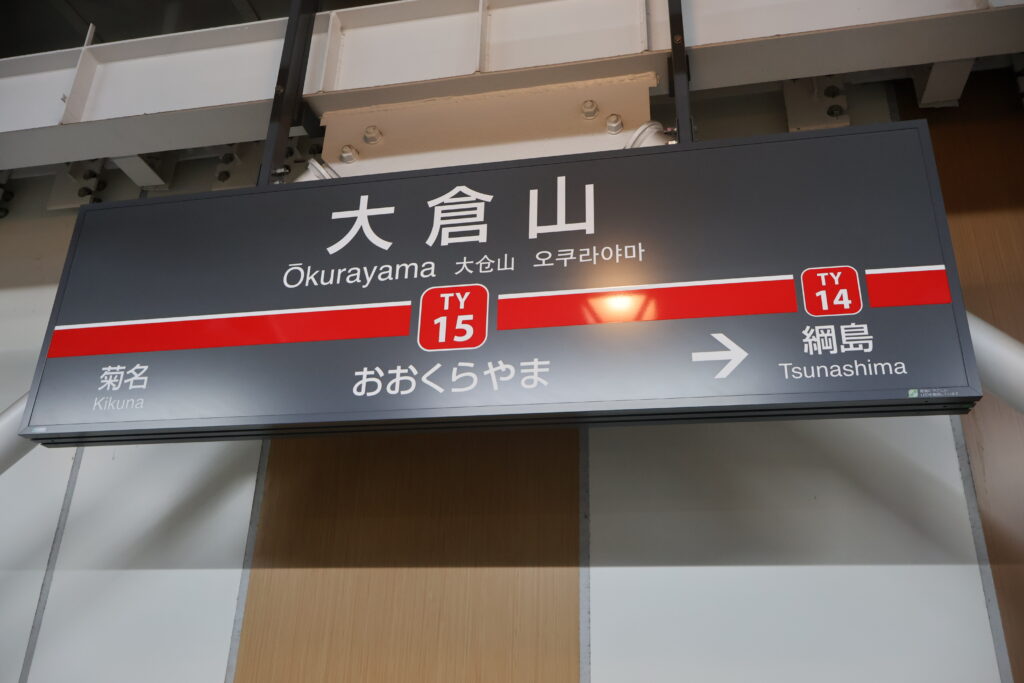 大倉山
Ōkurayama 大仓山 오쿠라야마
TY 15
TY 14
菊名
Kikuna
おおくらやま
→
綱島
Tsunashima